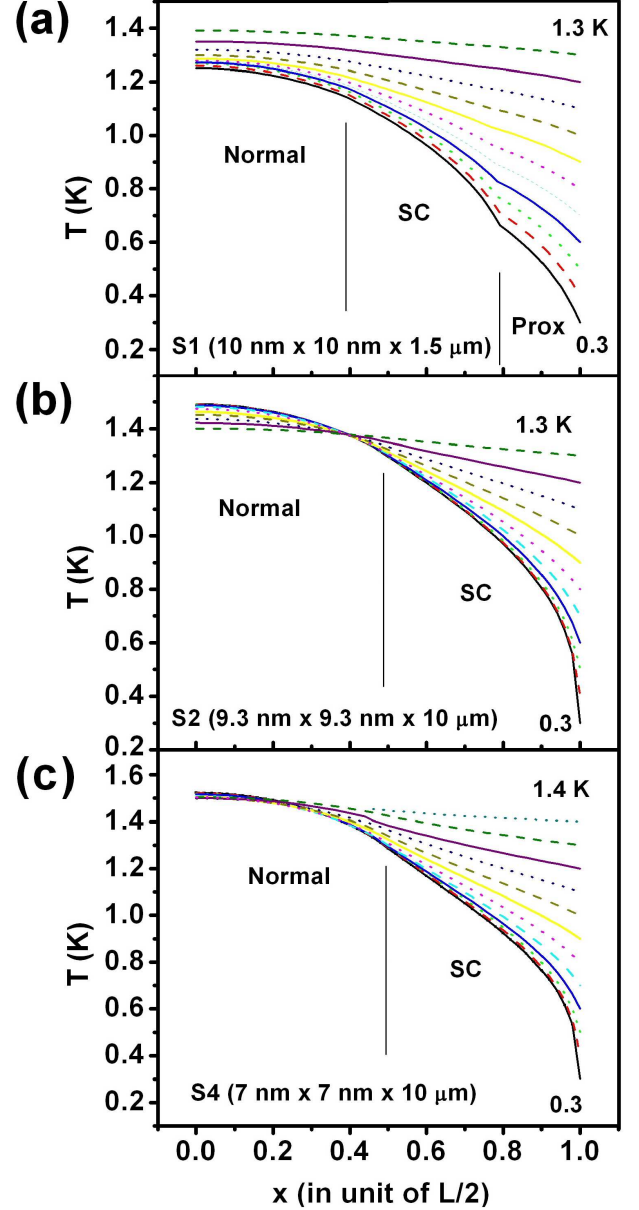 (a)
1.3 K
1.4
1.2
1.0
0.8
0.6
0.4
0.2
T (K)
Normal
SC
Prox
S1 (10 nm x 10 nm x 1.5 μm)
0.3
(b)
1.3 K
1.4
1.2
1.0
0.8
0.6
0.4
0.2
T (K)
Normal
SC
S2 (9.3 nm x 9.3 nm x 10 μm)
0.3
(c)
1.4 K
1.6
1.4
1.2
1.0
0.8
0.6
0.4
0.2
T (K)
Normal
SC
S4 (7 nm x 7 nm x 10 μm)
0.3
0.0 0.2 0.4 0.6 0.8 1.0
x (in unit of L/2)